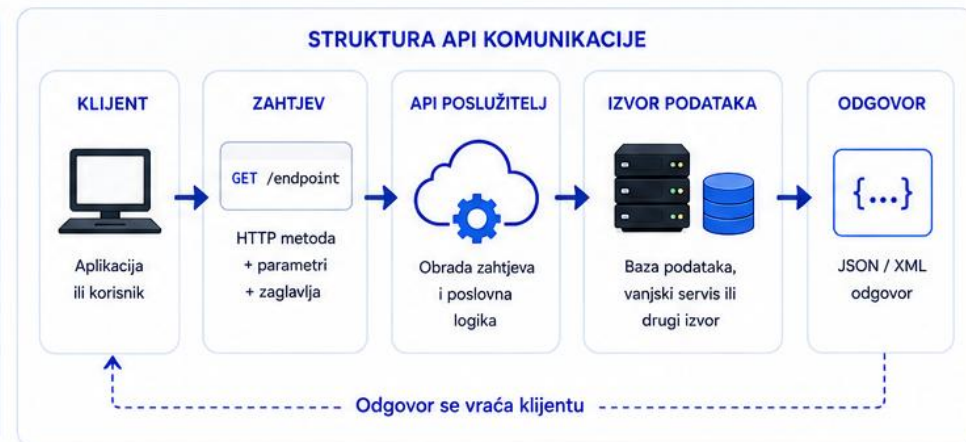 STRUKTURA API KOMUNIKACIJE
KLIJENT
Aplikacija
ili korisnik
ZAHTJEV
GET /endpoint
HTTP metoda
+ parametri
+ zaglavlja
API POSLUŽITELJ
Obrada zahtjeva
i poslovna
logika
IZVOR PODATAKA
Baza podataka,
vanjski servis ili
drugi izvor
ODGOVOR
{...}
JSON / XML
odgovor
Odgovor se vraća klijentu